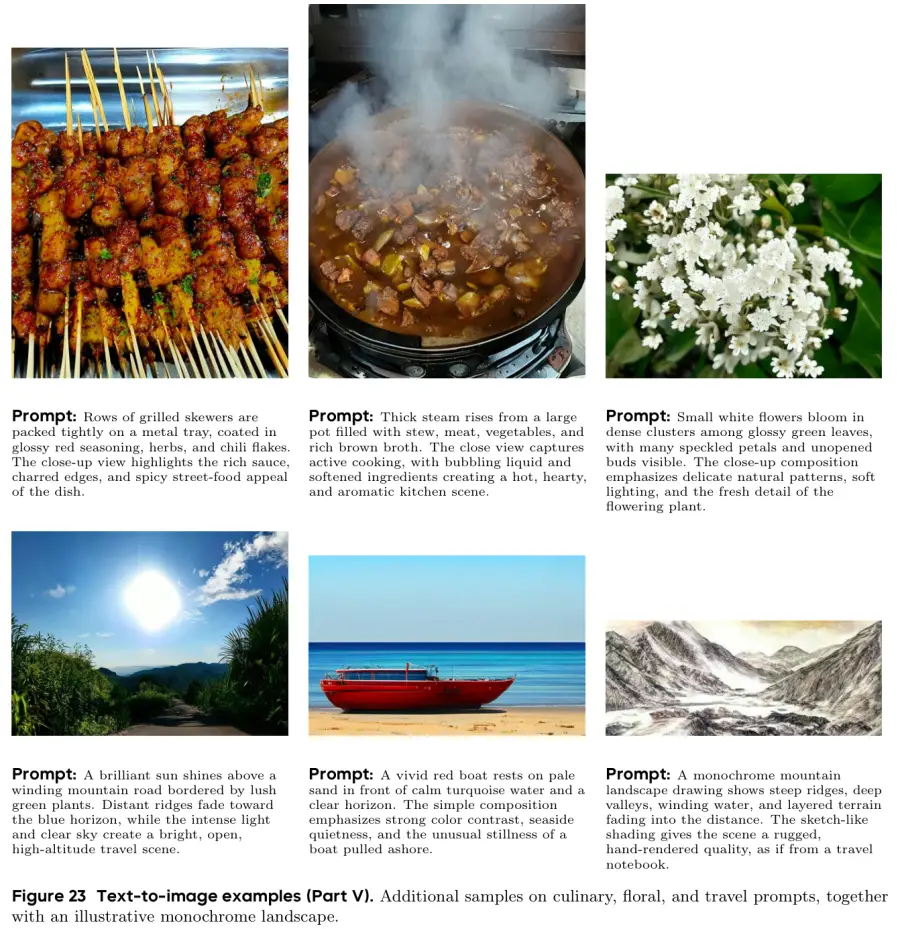 Prompt: Rows of grilled skewers are
packed tightly on a metal tray, coated in
glossy red seasoning, herbs, and chili flakes.
The close-up view highlights the rich sauce,
charred edges, and spicy street-food appeal
of the dish.
Prompt: Thick steam rises from a large
pot filled with stew, meat, vegetables, and
rich brown broth. The close view captures
active cooking, with bubbling liquid and
softened ingredients creating a hot, hearty,
and aromatic kitchen scene.
Prompt: Small white flowers bloom in
dense clusters among glossy green leaves,
with many speckled petals and unopened
buds visible. The close-up composition
emphasizes delicate natural patterns, soft
lighting, and the fresh detail of the
flowering plant.
Prompt: A brilliant sun shines above a
winding mountain road bordered by lush
green plants. Distant ridges fade toward
the blue horizon, while the intense light
and clear sky create a bright, open,
high-altitude travel scene.
Prompt: A vivid red boat rests on pale
sand in front of calm turquoise water and a
clear horizon. The simple composition
emphasizes strong color contrast, seaside
quietness, and the unusual stillness of a
boat pulled ashore.
Prompt: A monochrome mountain
landscape drawing shows steep ridges, deep
valleys, winding water, and layered terrain
fading into the distance. The sketch-like
shading gives the scene a rugged,
hand-rendered quality, as if from a travel
notebook.
Figure 23 Text-to-image examples (Part V). Additional samples on culinary, floral, and travel prompts, together
with an illustrative monochrome landscape.